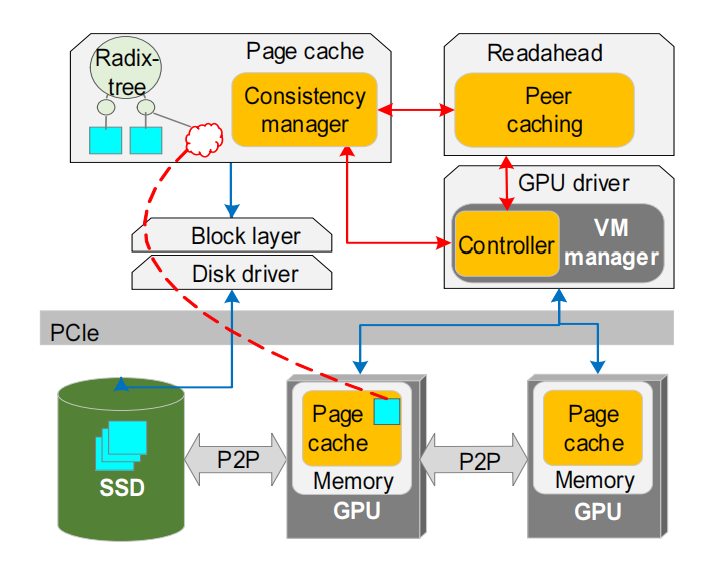 Page cache
Radix-
tree
Consistency
manager
Readahead
Peer
caching
GPU driver
Controller
VM
manager
Block layer
Disk driver
PCIe
SSD
P2P
Page
cache
Memory
GPU
P2P
Page
cache
Memory
GPU